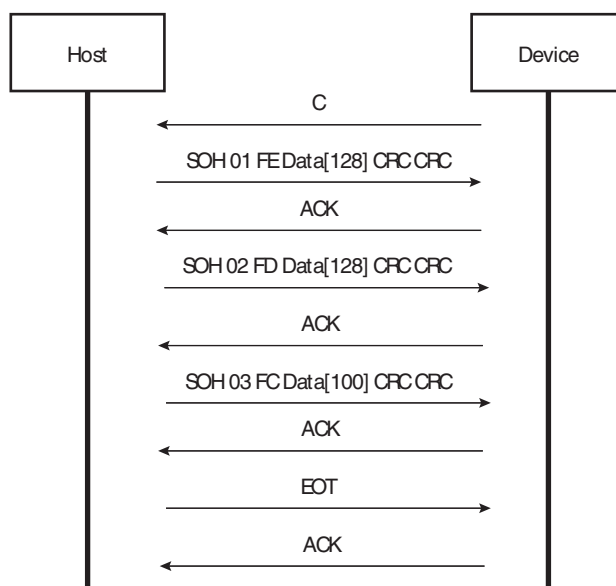 Host
Device
C
SOH 01 FE Data[128] CRC CRC
ACK
SOH 02 FD Data[128] CRC CRC
ACK
SOH 03 FC Data[100] CRC CRC
ACK
EOT
ACK